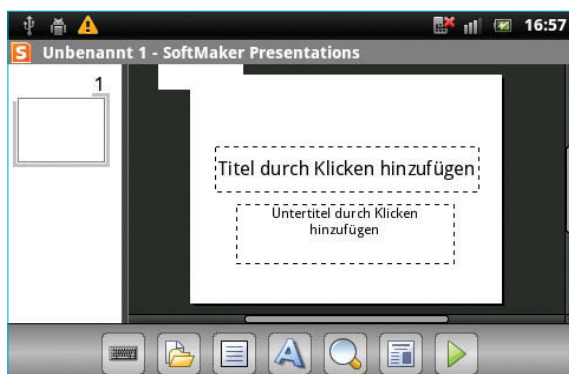 16:57
S Unbenannt 1 - SoftMaker Presentations
1
Titel durch Klicken hinzufügen
Untertitel durch Klicken
hinzufügen
A